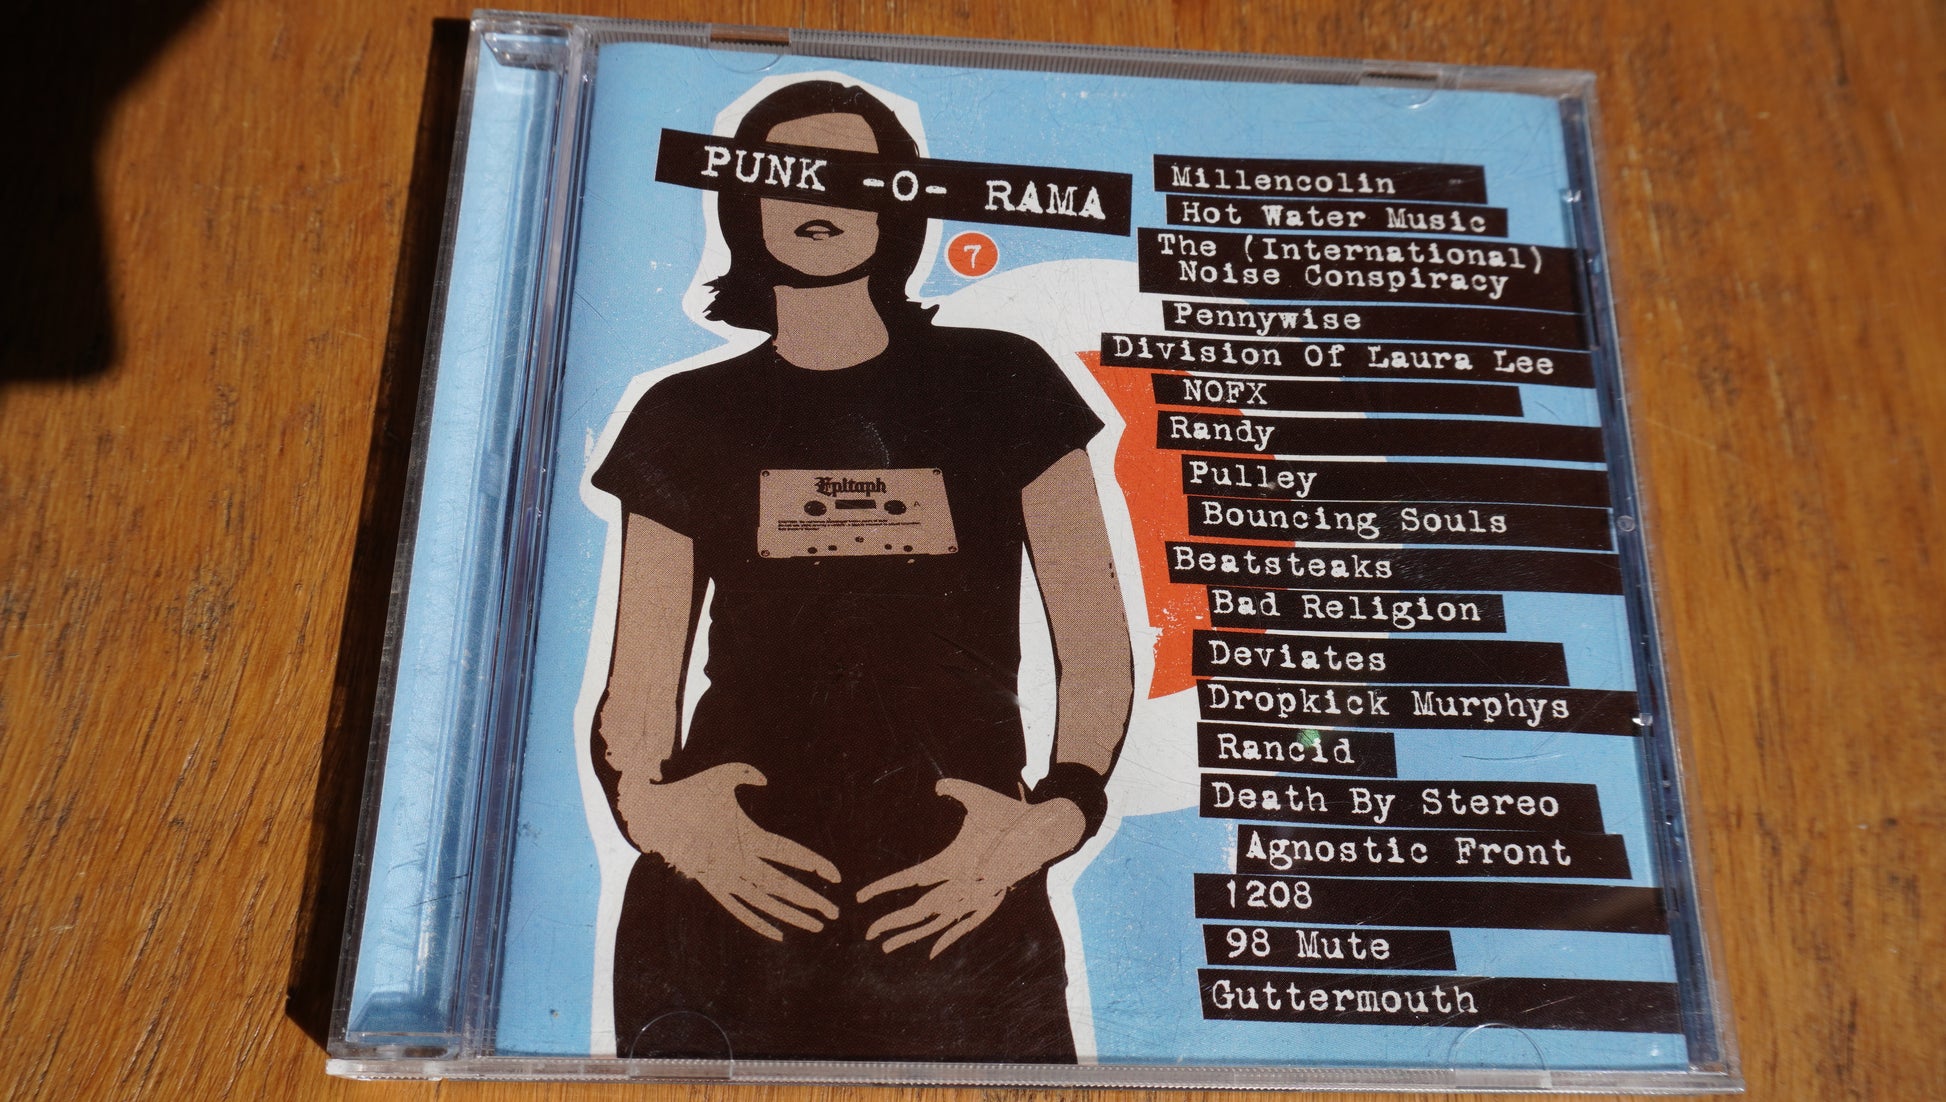 PUNK -O- RAMA
7
Epitaph
A
Millencolin
Hot Water Music
The (International)
Noise Conspiracy
Pennywise
Division Of Laura Lee
NOFX
Randy
Pulley
Bouncing Souls
Beatsteaks
Bad Religion
Deviates
Dropkick Murphys
Rancid
Death By Stereo
Agnostic Front
1208
98 Mute
Guttermouth